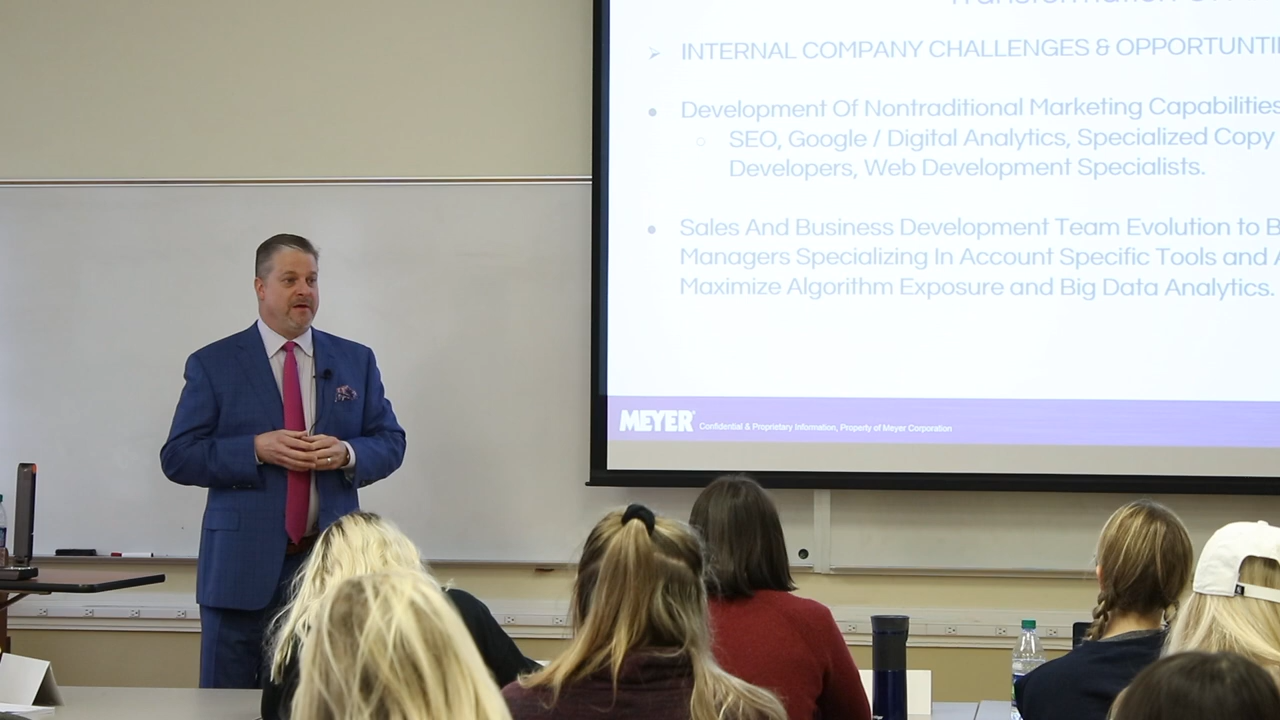 ➢ INTERNAL COMPANY CHALLENGES & OPPORTUNTI
• Development Of Nontraditional Marketing Capabilities
○ SEO, Google / Digital Analytics, Specialized Copy
Developers, Web Development Specialists.
• Sales And Business Development Team Evolution to B
Managers Specializing In Account Specific Tools and A
Maximize Algorithm Exposure and Big Data Analytics.
MEYER Confidential & Proprietary Information, Property of Meyer Corporation